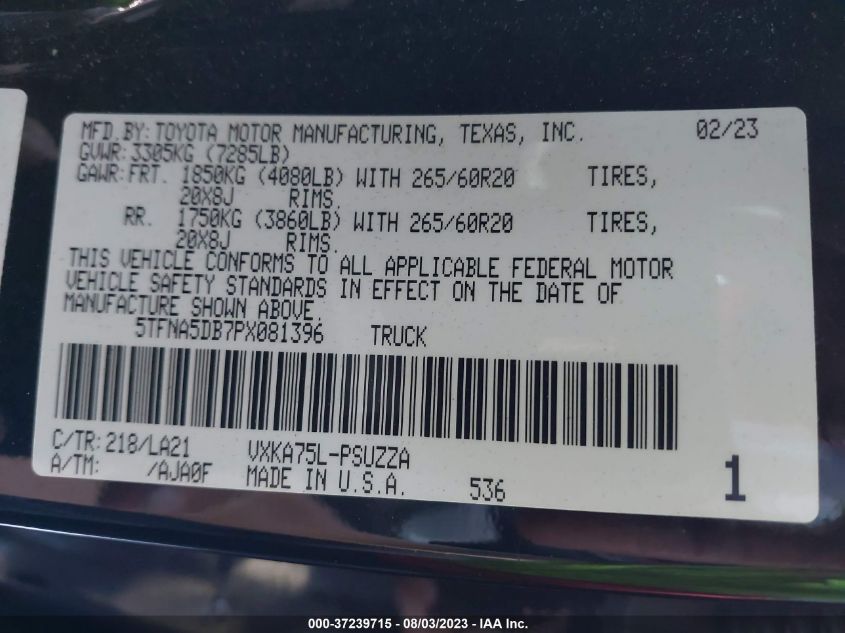 MFD. BY: TOYOTA MOTOR MANUFACTURING, TEXAS, INC. 02/23
GVWR: 3305KG (7285LB)
GAWR: FRT. 1850KG (4080LB) WITH 265/60R20 TIRES,
20X8J RIMS.
RR. 1750KG (3860LB) WITH 265/60R20 TIRES,
20X8J RIMS.
THIS VEHICLE CONFORMS TO ALL APPLICABLE FEDERAL MOTOR
VEHICLE SAFETY STANDARDS IN EFFECT ON THE DATE OF
MANUFACTURE SHOWN ABOVE.
5TFNA5DB7PX081396 TRUCK
C/TR: 218/LA21 VXKA75L-PSUZZA
A/TM: /AJA0F MADE IN U.S.A. 536 1
000-37239715 - 08/03/2023 - IAA Inc.